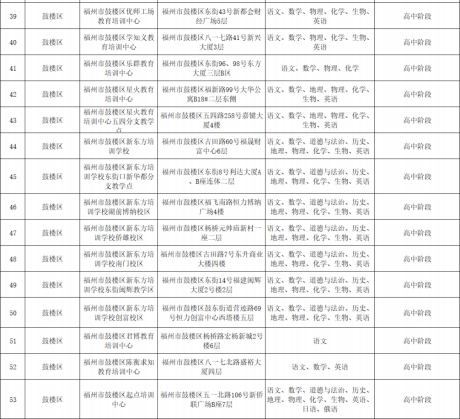 39 鼓楼区 福州市鼓楼区优师工场教育培训中心 福州市鼓楼区东街43号新都会财经广场5层 语文、数学、物理、化学、生物、英语 高中阶段
40 鼓楼区 福州市鼓楼区学知义教育培训中心 福州市鼓楼区八一七路41号新兴大厦3层 语文、数学、物理、化学、生物、英语 高中阶段
41 鼓楼区 福州市鼓楼区乐群教育培训中心 福州市鼓楼区东街96、98号东方大厦三层B区 语文、数学、物理、化学 高中阶段
42 鼓楼区 福州市鼓楼区星火教育培训中心 福州市鼓楼区福新路99号大华公寓B18#二层东侧 语文、数学、地理、物理、化学、生物、英语 高中阶段
43 鼓楼区 福州市鼓楼区星火教育培训中心五四分支教学点 福州市鼓楼区五四路258号嘉键大厦4楼 语文、数学、地理、物理、化学、生物、英语 高中阶段
44 鼓楼区 福州市鼓楼区新东方培训学校 福州市鼓楼区古田路60号福晟财富中心6层 语文、数学、道德与法治、历史、地理、物理、化学、生物、英语 高中阶段
45 鼓楼区 福州市鼓楼区新东方培训学校东街口新华都分支教学点 福州市鼓楼区东街8号利达大厦A、B座连体二层 语文、数学、道德与法治、历史、地理、物理、化学、生物、英语 高中阶段
46 鼓楼区 福州市鼓楼区新东方培训学校湖前博纳校区 福州市鼓楼区福飞南路恒力博纳广场4楼 语文、数学、道德与法治、历史、地理、物理、化学、生物、英语 高中阶段
47 鼓楼区 福州市鼓楼区新东方培训学校侨雄校区 福州市鼓楼区杨桥元帅庙新村一座二层 语文、数学、道德与法治、历史、地理、物理、化学、生物、英语 高中阶段
48 鼓楼区 福州市鼓楼区新东方培训学校南门校区 福州市鼓楼区古田路7号东升商业大楼四楼 语文、数学、道德与法治、历史、地理、物理、化学、生物、英语 高中阶段
49 鼓楼区 福州市鼓楼区新东方培训学校东街闽辉教学区 福州市鼓楼区东街14号福建闽辉大厦2号楼2层 语文、数学、道德与法治、历史、地理、物理、化学、生物、英语 高中阶段
50 鼓楼区 福州市鼓楼区新东方培训学校创富校区 福州市鼓楼区鼓东街道营迹路69号恒力创富中心西塔楼五层 语文、数学、道德与法治、历史、地理、物理、化学、生物、英语 高中阶段
51 鼓楼区 福州市鼓楼区君博教育培训中心 福州市鼓楼区杨桥路宏杨新城2号楼6层 语文 高中阶段
52 鼓楼区 福州市鼓楼区陈衡求知教育培训中心 福州市鼓楼区八一七北路盛裕大厦四层 语文、数学、英语 高中阶段
53 鼓楼区 福州市鼓楼区起点培训中心 福州市鼓楼区五一北路106号新侨联广场B座7层 语文、数学、道德与法治、历史、地理、物理、化学、生物、英语、日语、俄语 高中阶段